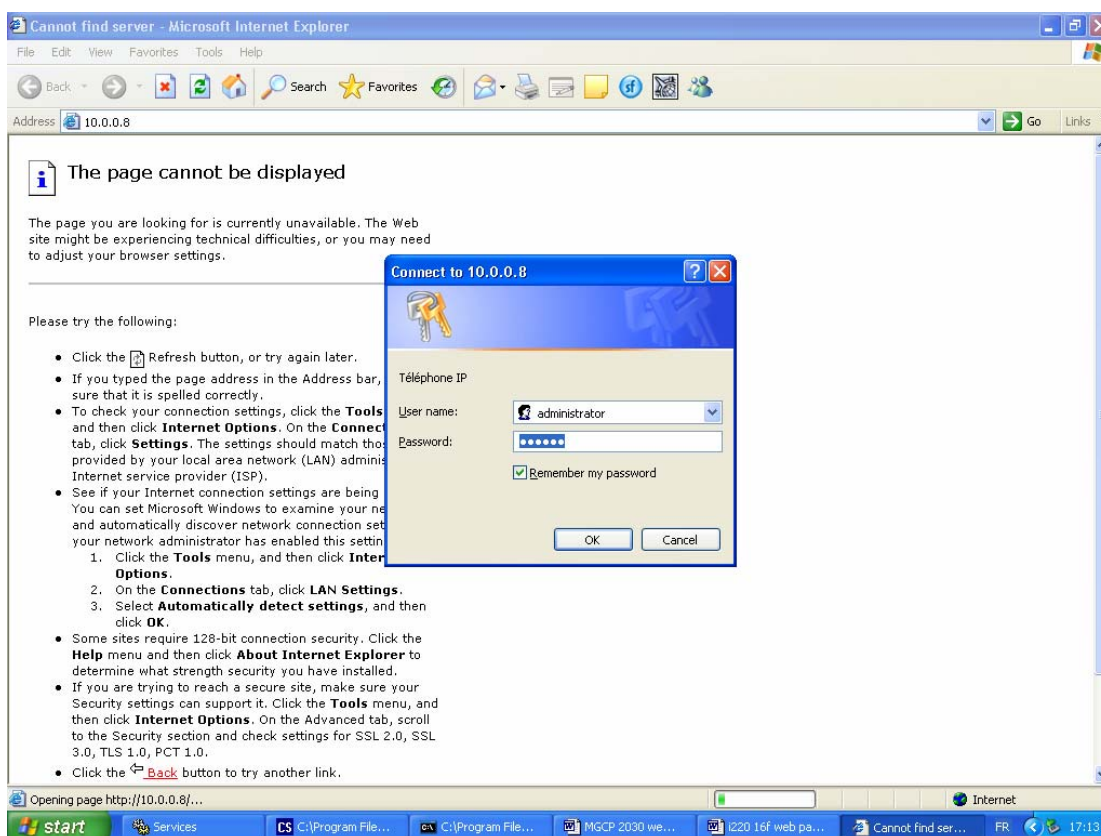 Cannot find server - Microsoft Internet Explorer
File Edit View Favorites Tools Help
Back Search Favorites
Address 10.0.0.8 Go Links
The page cannot be displayed
The page you are looking for is currently unavailable. The Web
site might be experiencing technical difficulties, or you may need
to adjust your browser settings.
Please try the following:
Click the Refresh button, or try again later.
If you typed the page address in the Address bar,
sure that it is spelled correctly.
To check your connection settings, click the Tools
and then click Internet Options. On the Connect
tab, click Settings. The settings should match tho
provided by your local area network (LAN) adminis
Internet service provider (ISP).
See if your Internet connection settings are being
You can set Microsoft Windows to examine your ne
and automatically discover network connection set
your network administrator has enabled this settin
1. Click the Tools menu, and then click Inter
Options.
2. On the Connections tab, click LAN Settings.
3. Select Automatically detect settings, and then
click OK.
Some sites require 128-bit connection security. Click the
Help menu and then click About Internet Explorer to
determine what strength security you have installed.
If you are trying to reach a secure site, make sure your
Security settings can support it. Click the Tools menu, and
then click Internet Options. On the Advanced tab, scroll
to the Security section and check settings for SSL 2.0, SSL
3.0, TLS 1.0, PCT 1.0.
Click the Back button to try another link.
Connect to 10.0.0.8
Téléphone IP
User name: administrator
Password: ••••••
Remember my password
OK Cancel
Opening page http://10.0.0.8/... Internet
start Services C:\Program File... C:\Program File... MGCP 2030 we... i220 16f web pa... Cannot find ser... FR 17:13